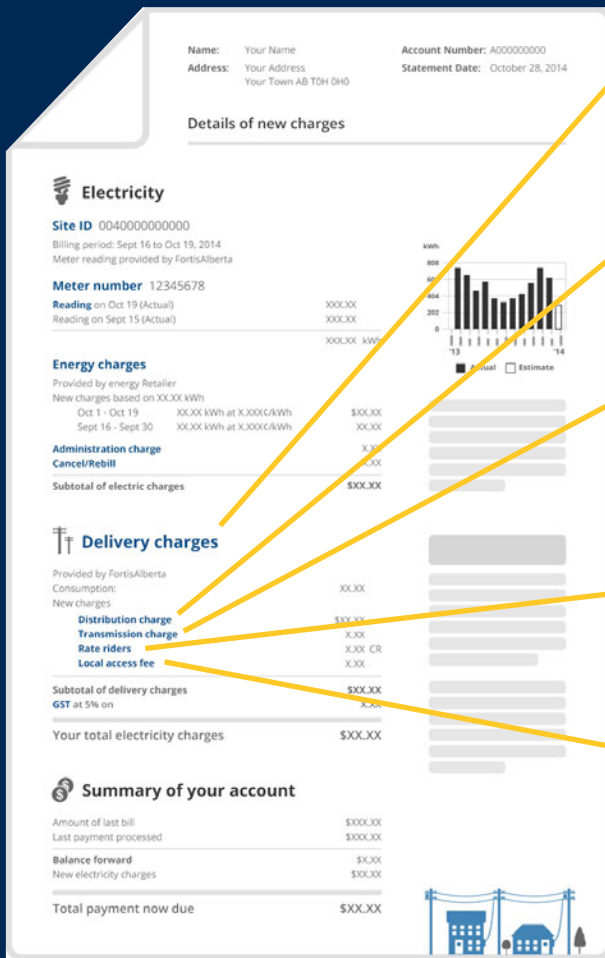 Name: Your Name Account Number: A000000000
Address: Your Address Statement Date: October 28, 2014
Your Town AB T0H 0H0
Details of new charges
Electricity
Site ID 0040000000000
Billing period: Sept 16 to Oct 19, 2014
Meter reading provided by FortisAlberta
Meter number 12345678
Reading on Oct 19 (Actual) XXX.XX
Reading on Sept 15 (Actual) XXX.XX
XXX.XX kWh
Energy charges
Provided by energy Retailer
New charges based on XX.XX kWh
Oct 1 - Oct 19 XX.XX kWh at X.XXX¢/kWh $XX.XX
Sept 16 - Sept 30 XX.XX kWh at X.XXX¢/kWh XX.XX
Administration charge X.XX
Cancel/Rebill
Subtotal of electric charges $XX.XX
kWh
808
404
202
0
'13 '14
Actual Estimate
Delivery charges
Provided by FortisAlberta
Consumption: XX.XX
New charges
Distribution charge $XX.XX
Transmission charge X.XX
Rate riders X.XX CR
Local access fee X.XX
Subtotal of delivery charges $XX.XX
GST at 5% on X.XX
Your total electricity charges $XX.XX
Summary of your account
Amount of last bill $XXX.XX
Last payment processed $XXX.XX
Balance forward $X.XX
New electricity charges $XX.XX
Total payment now due $XX.XX